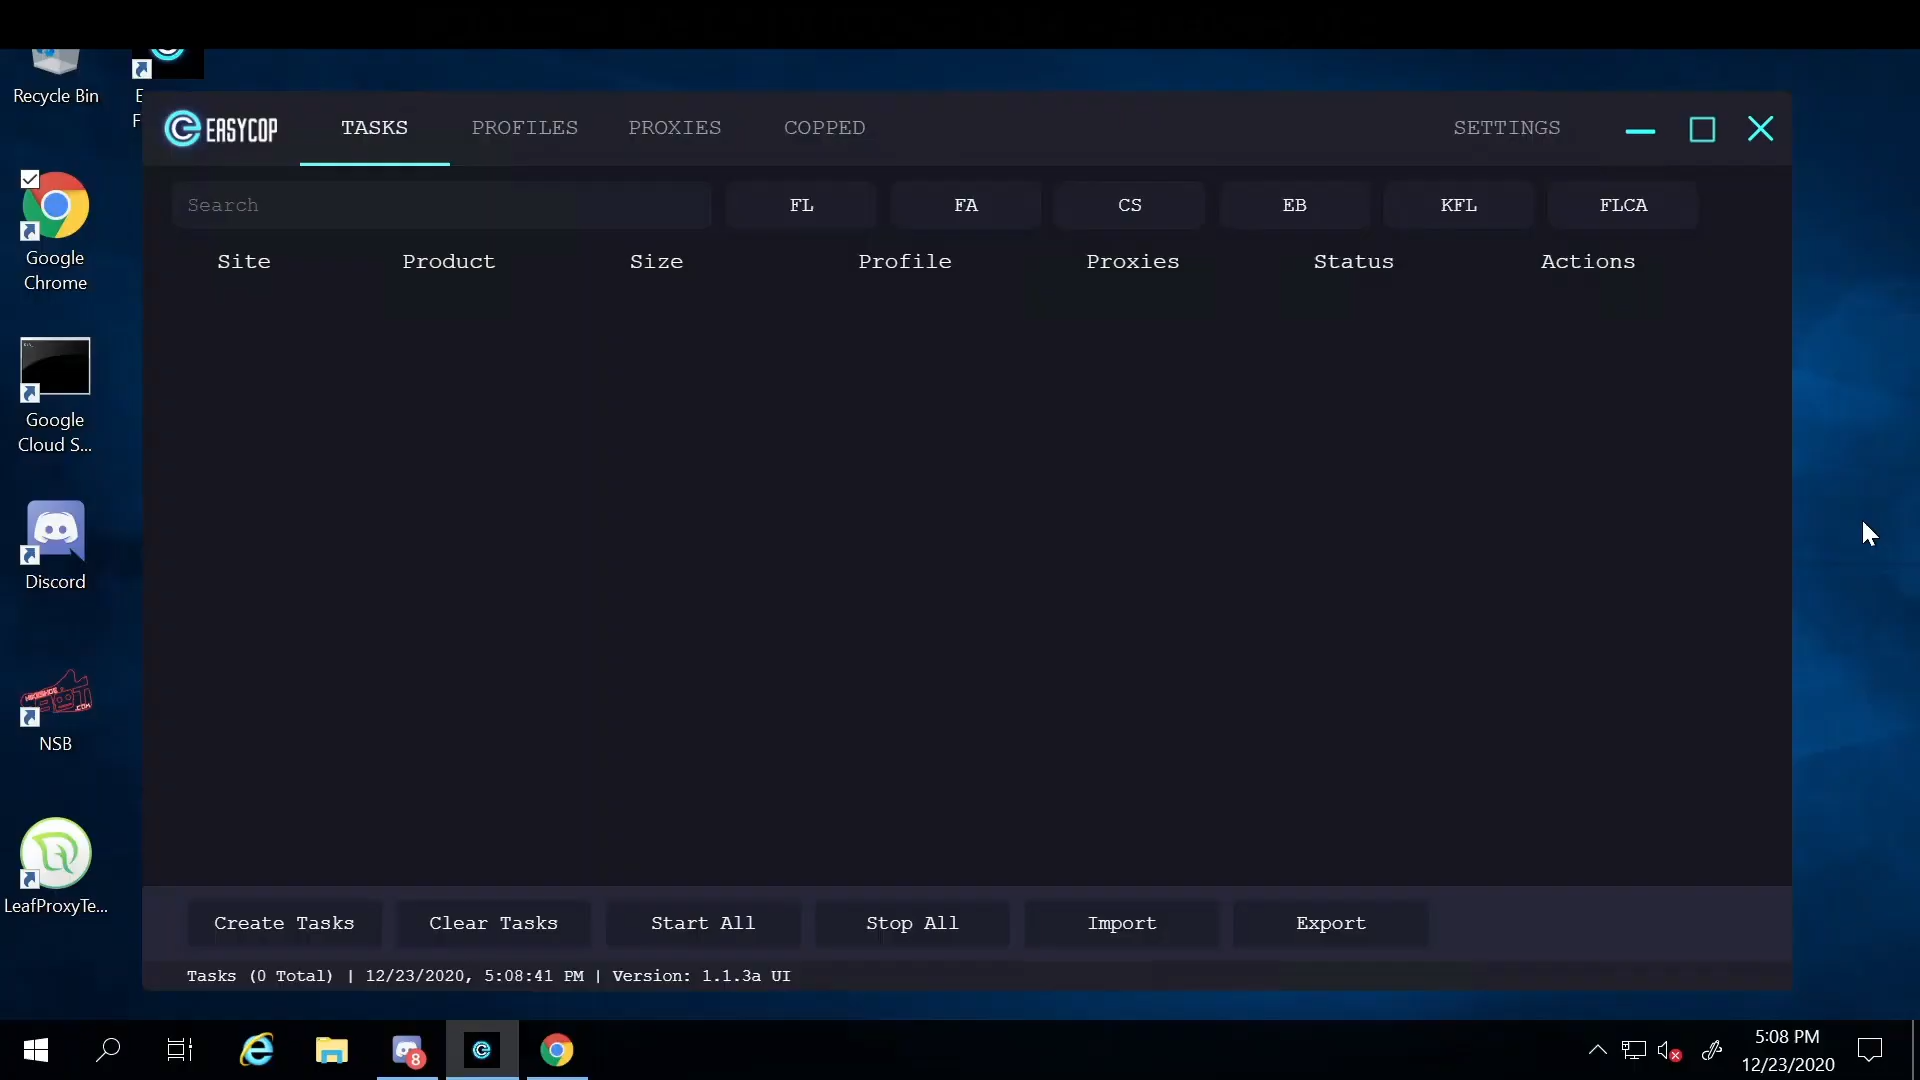 Recycle Bin
E
F
Google
Chrome
Google
Cloud S...
Discord
NSB
LeafProxyTe...
EASYCOP
TASKS
PROFILES
PROXIES
COPPED
SETTINGS
Search
FL
FA
CS
EB
KFL
FLCA
Site
Product
Size
Profile
Proxies
Status
Actions
Create Tasks
Clear Tasks
Start All
Stop All
Import
Export
Tasks (0 Total) | 12/23/2020, 5:08:41 PM | Version: 1.1.3a UI
8
5:08 PM
12/23/2020